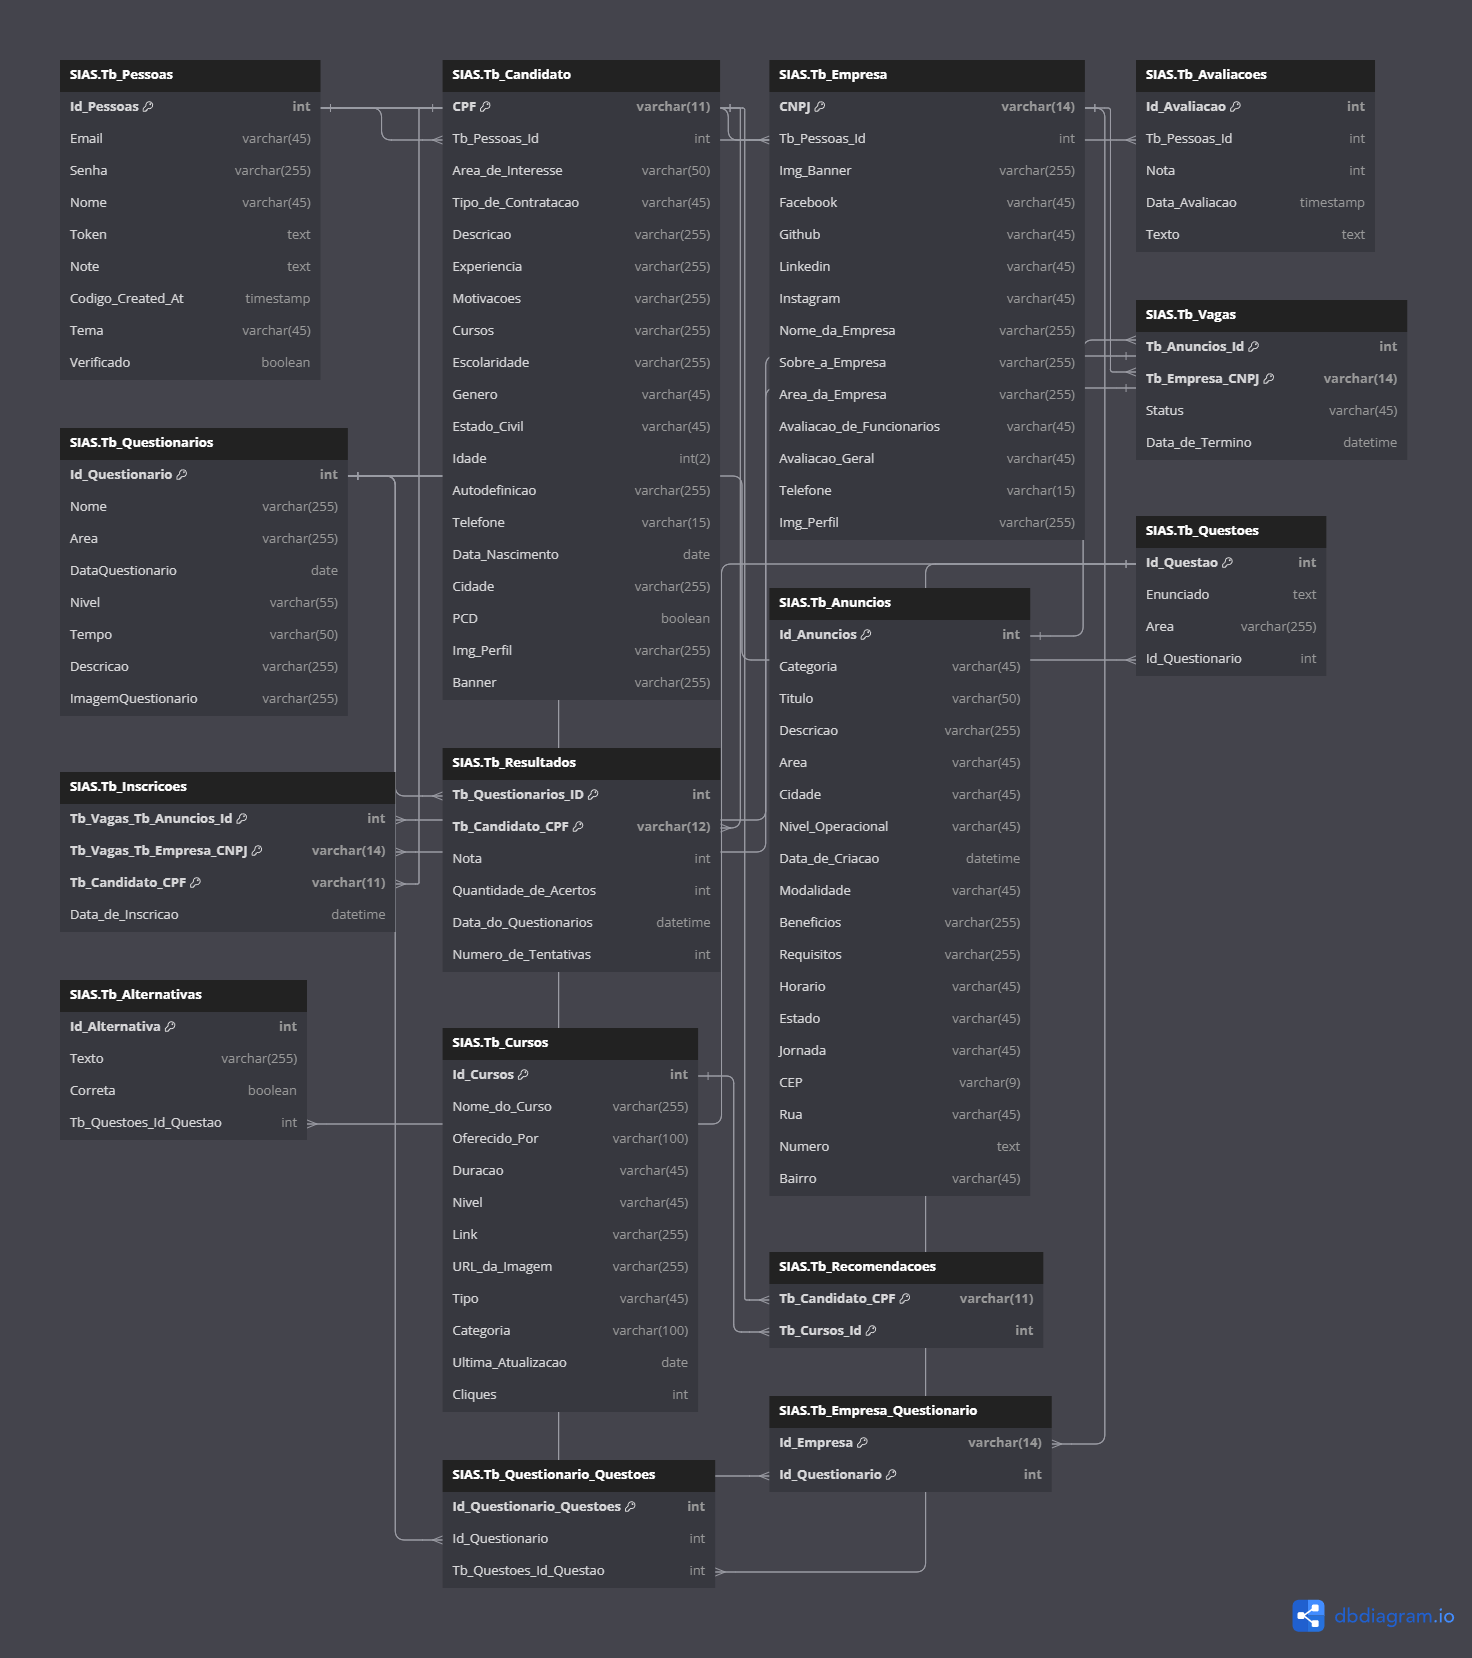 SIAS.Tb_Pessoas
Id_Pessoas int
Email varchar(45)
Senha varchar(255)
Nome varchar(45)
Token text
Note text
Codigo_Created_At timestamp
Tema varchar(45)
Verificado boolean
SIAS.Tb_Questionarios
Id_Questionario int
Nome varchar(255)
Area varchar(255)
DataQuestionario date
Nivel varchar(55)
Tempo varchar(50)
Descricao varchar(255)
ImagemQuestionario varchar(255)
SIAS.Tb_Inscricoes
Tb_Vagas_Tb_Anuncios_Id int
Tb_Vagas_Tb_Empresa_CNPJ varchar(14)
Tb_Candidato_CPF varchar(11)
Data_de_Inscricao datetime
SIAS.Tb_Alternativas
Id_Alternativa int
Texto varchar(255)
Correta boolean
Tb_Questoes_Id_Questao int
SIAS.Tb_Candidato
CPF varchar(11)
Tb_Pessoas_Id int
Area_de_Interesse varchar(50)
Tipo_de_Contratacao varchar(45)
Descricao varchar(255)
Experiencia varchar(255)
Motivacoes varchar(255)
Cursos varchar(255)
Escolaridade varchar(255)
Genero varchar(45)
Estado_Civil varchar(45)
Idade int(2)
Autodefinicao varchar(255)
Telefone varchar(15)
Data_Nascimento date
Cidade varchar(255)
PCD boolean
Img_Perfil varchar(255)
Banner varchar(255)
SIAS.Tb_Resultados
Tb_Questionarios_ID int
Tb_Candidato_CPF varchar(12)
Nota int
Quantidade_de_Acertos int
Data_do_Questionarios datetime
Numero_de_Tentativas int
SIAS.Tb_Cursos
Id_Cursos int
Nome_do_Curso varchar(255)
Oferecido_Por varchar(100)
Duracao varchar(45)
Nivel varchar(45)
Link varchar(255)
URL_da_Imagem varchar(255)
Tipo varchar(45)
Categoria varchar(100)
Ultima_Atualizacao date
Cliques int
SIAS.Tb_Questionario_Questoes
Id_Questionario_Questoes int
Id_Questionario int
Tb_Questoes_Id_Questao int
SIAS.Tb_Empresa
CNPJ varchar(14)
Tb_Pessoas_Id int
Img_Banner varchar(255)
Facebook varchar(45)
Github varchar(45)
Linkedin varchar(45)
Instagram varchar(45)
Nome_da_Empresa varchar(255)
Sobre_a_Empresa varchar(255)
Area_da_Empresa varchar(255)
Avaliacao_de_Funcionarios varchar(45)
Avaliacao_Geral varchar(45)
Telefone varchar(15)
Img_Perfil varchar(255)
SIAS.Tb_Anuncios
Id_Anuncios int
Categoria varchar(45)
Titulo varchar(50)
Descricao varchar(255)
Area varchar(45)
Cidade varchar(45)
Nivel_Operacional varchar(45)
Data_de_Criacao datetime
Modalidade varchar(45)
Beneficios varchar(255)
Requisitos varchar(255)
Horario varchar(45)
Estado varchar(45)
Jornada varchar(45)
CEP varchar(9)
Rua varchar(45)
Numero text
Bairro varchar(45)
SIAS.Tb_Recomendacoes
Tb_Candidato_CPF varchar(11)
Tb_Cursos_Id int
SIAS.Tb_Empresa_Questionario
Id_Empresa varchar(14)
Id_Questionario int
SIAS.Tb_Avaliacoes
Id_Avaliacao int
Tb_Pessoas_Id int
Nota int
Data_Avaliacao timestamp
Texto text
SIAS.Tb_Vagas
Tb_Anuncios_Id int
Tb_Empresa_CNPJ varchar(14)
Status varchar(45)
Data_de_Termino datetime
SIAS.Tb_Questoes
Id_Questao int
Enunciado text
Area varchar(255)
Id_Questionario int
dbdiagram.io